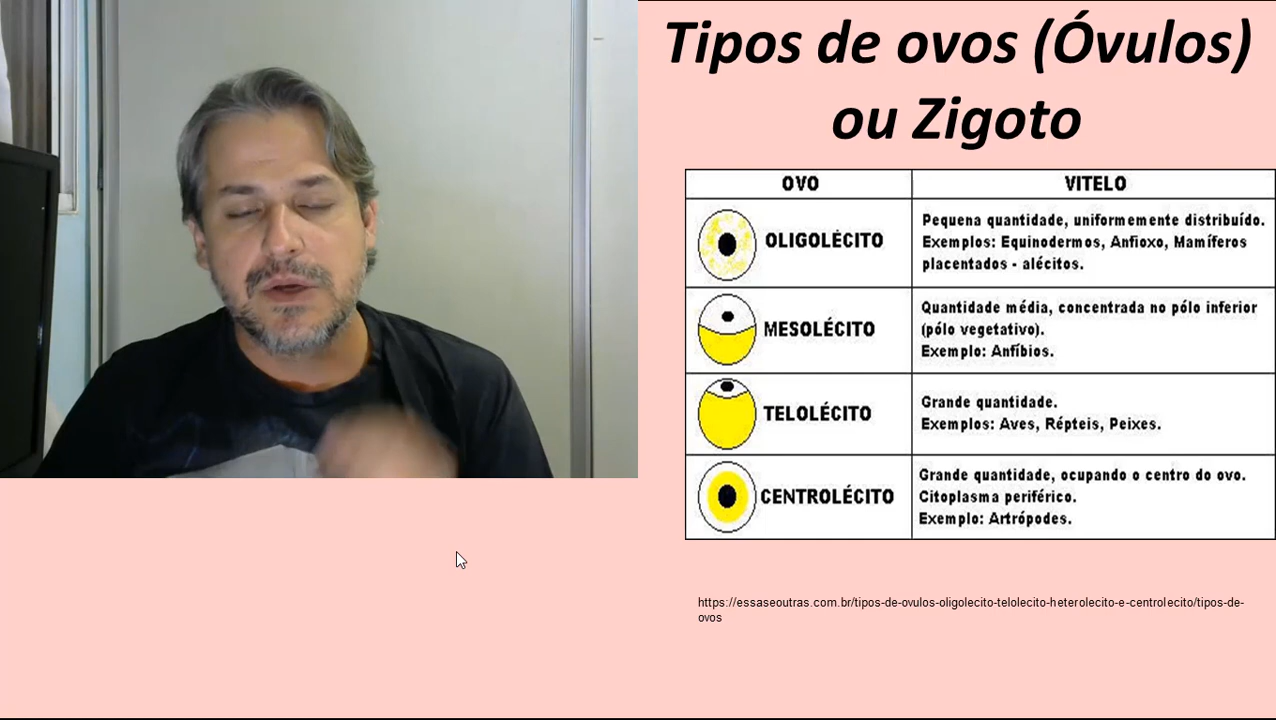 Tipos de ovos (Óvulos)
ou Zigoto
OVO
VITELO
OLIGOLÉCITO
Pequena quantidade, uniformemente distribuído.
Exemplos: Equinodermos, Anfioxo, Mamíferos
placentados - alécitos.
MESOLÉCITO
Quantidade média, concentrada no pólo inferior
(pólo vegetativo).
Exemplo: Anfíbios.
TELOLÉCITO
Grande quantidade.
Exemplos: Aves, Répteis, Peixes.
CENTROLÉCITO
Grande quantidade, ocupando o centro do ovo.
Citoplasma periférico.
Exemplo: Artrópodes.
https://essaseoutras.com.br/tipos-de-ovulos-oligolecito-telolecito-heterolecito-e-centrolecito/tipos-de-
ovos